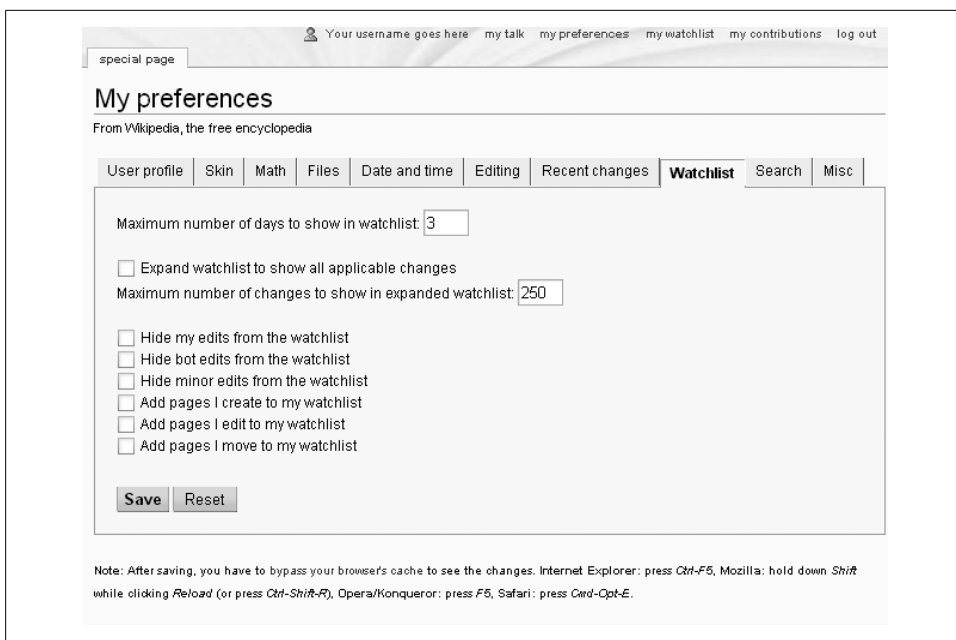 Your username goes here my talk my preferences my watchlist my contributions log out
special page
My preferences
From Wikipedia, the free encyclopedia
User profile Skin Math Files Date and time Editing Recent changes Watchlist Search Misc
Maximum number of days to show in watchlist: 3
Expand watchlist to show all applicable changes
Maximum number of changes to show in expanded watchlist: 250
Hide my edits from the watchlist
Hide bot edits from the watchlist
Hide minor edits from the watchlist
Add pages I create to my watchlist
Add pages I edit to my watchlist
Add pages I move to my watchlist
Save Reset
Note: After saving, you have to bypass your browser's cache to see the changes. Internet Explorer: press Ctrl-F5, Mozilla: hold down Shift
while clicking Reload (or press Ctrl-Shift-R), Opera/Konqueror: press F5, Safari: press Cmd-Opt-E.